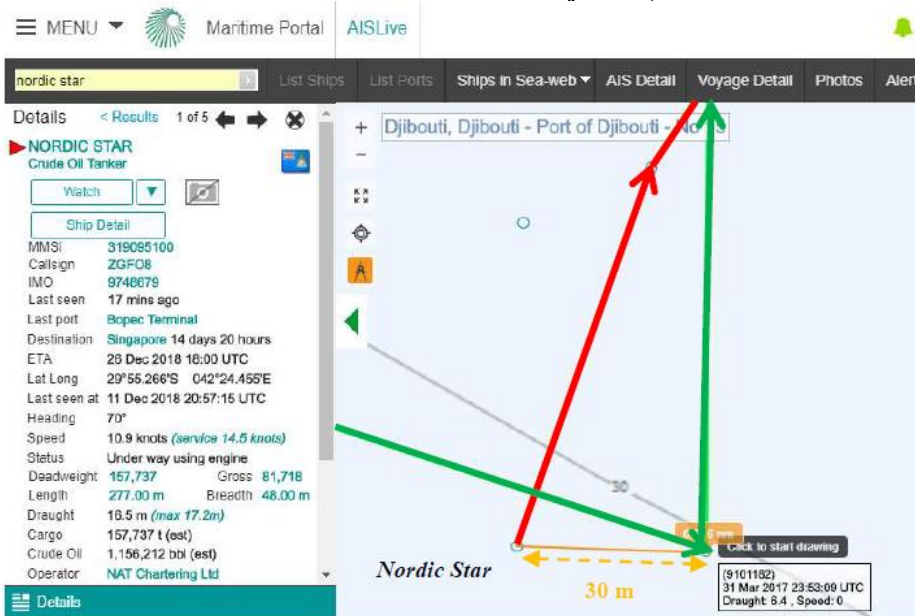 MENU
Maritime Portal
AISLive
nordic star
List Ships
List Ports
Ships in Sea-web
AIS Detail
Voyage Detail
Photos
Details
< Results
1 of 5
NORDIC STAR
Crude Oil Tanker
Watch
Ship Detail
MMSI 319095100
Callsign ZGFO8
IMO 9748679
Last seen 17 mins ago
Last port Bopec Terminal
Destination Singapore 14 days 20 hours
ETA 26 Dec 2018 18:00 UTC
Lat Long 29°55.266'S 042°24.455'E
Last seen at 11 Dec 2018 20:57:15 UTC
Heading 70°
Speed 10.9 knots (service 14.5 knots)
Status Under way using engine
Deadweight 157,737 Gross 81,718
Length 277.00 m Breadth 48.00 m
Draught 16.5 m (max 17.2m)
Cargo 157,737 t (est)
Crude Oil 1,156,212 bbl (est)
Operator NAT Chartering Ltd
Details
Djibouti, Djibouti - Port of Djibouti -
30
nm
Click to start drawing
Nordic Star
30 m
(9101182)
31 Mar 2017 23:53:09 UTC
Draught: 6.4 , Speed: 0